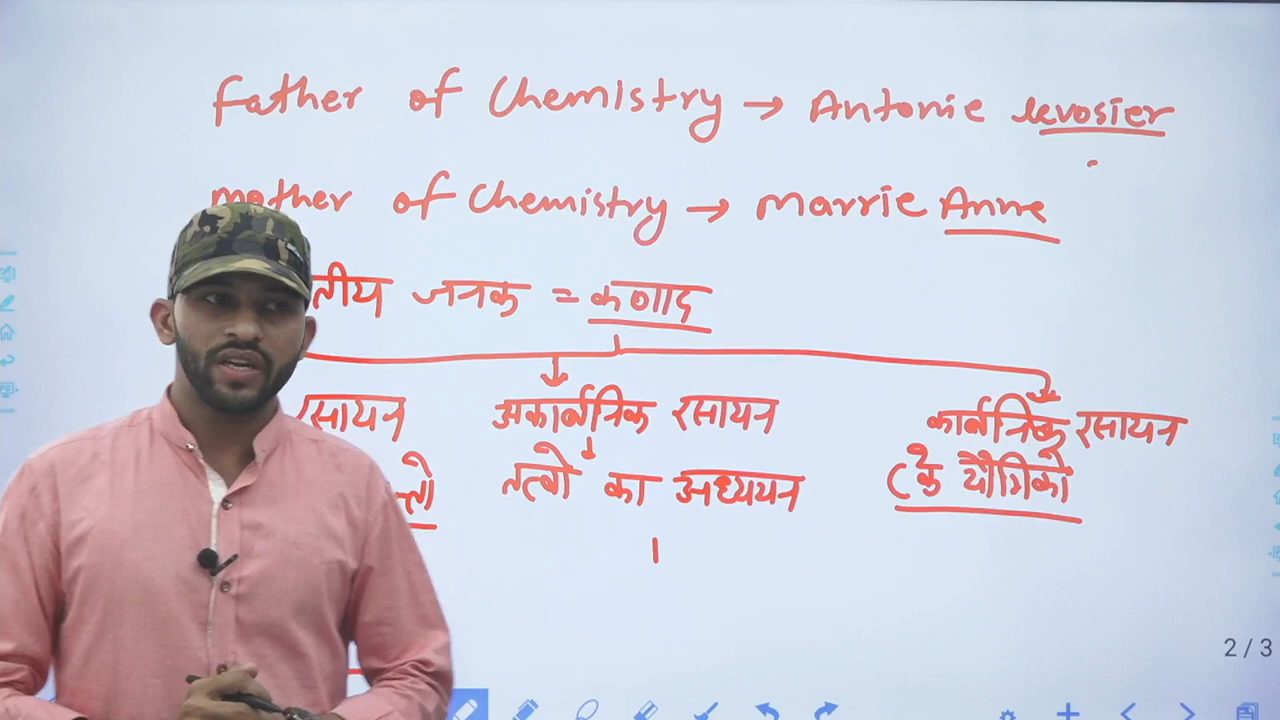 Father of Chemistry → Antonie levosier
mother of Chemistry → Marrie Anne
तीय जनक = कणाद
रसायन अकार्बनिक रसायन कार्बनिक रसायन
तत्वो का अध्ययन C के यौगिको
2/3